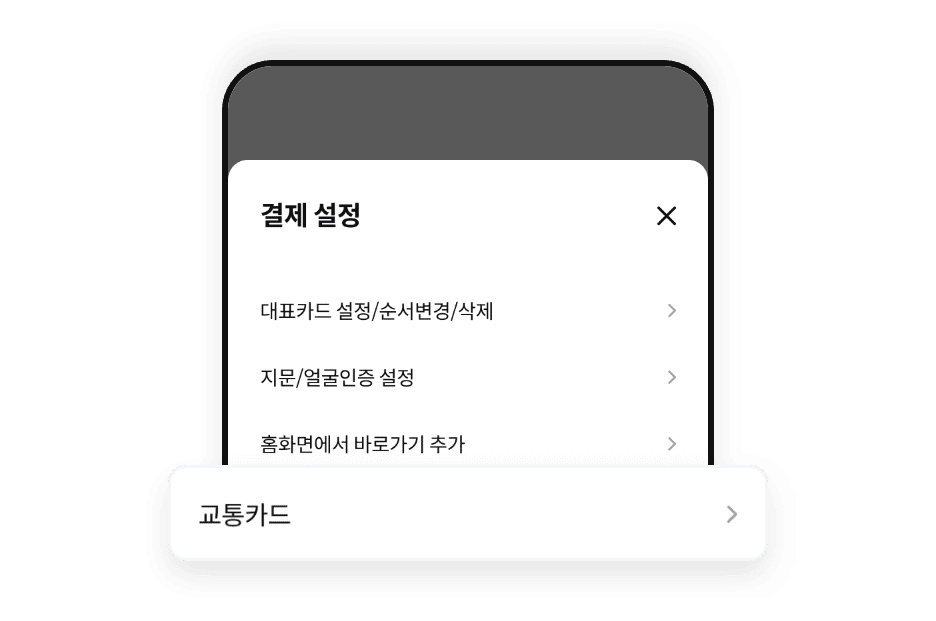 결제 설정
대표카드 설정/순서변경/삭제
지문/얼굴인증 설정
홈화면에서 바로가기 추가
교통카드